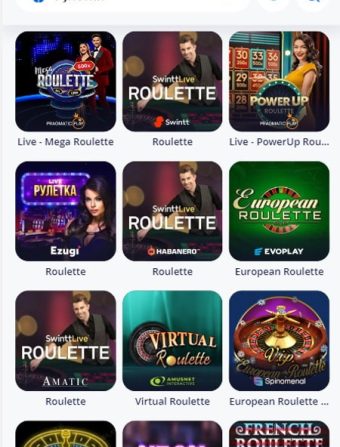 Mega
ROULETTE
500x
PRAGMATIC PLAY
SwinttLive
ROULETTE
Swintt
POWER UP
ROULETTE
PRAGMATIC PLAY
Live - Mega Roulette
Roulette
Live - PowerUp Rou...
LIVE
РУЛЕТКА
Ezugi
SwinttLive
ROULETTE
HABANERO
European
ROULETTE
EVOPLAY
Roulette
Roulette
European Roulette
SwinttLive
ROULETTE
AMATIC
VIRTUAL
Roulette
AMUSNET
INTERACTIVE
VIP
European Roulette
Spinomenal
Roulette
Virtual Roulette
European Roulette ...
FRENCH
ROULETTE